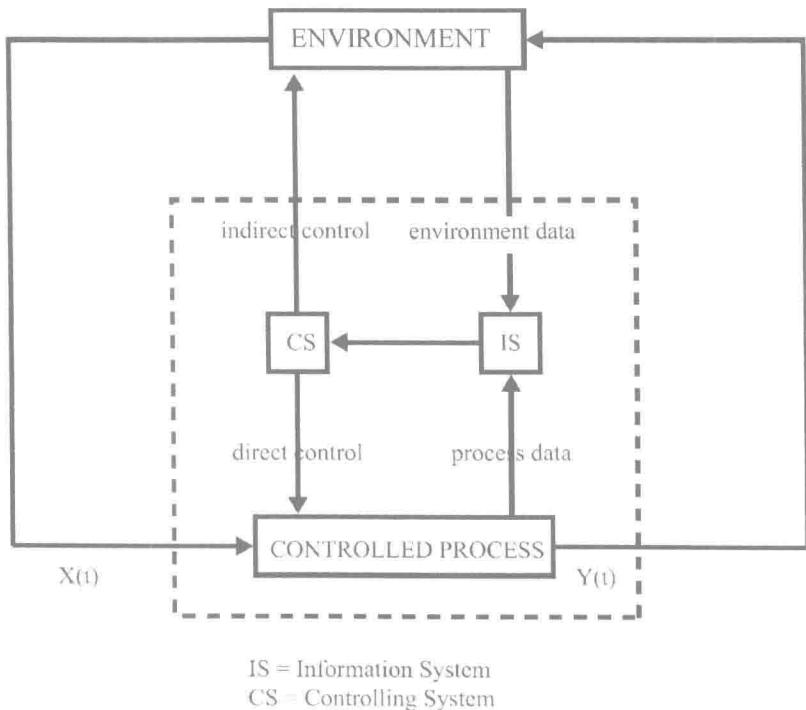 ENVIRONMENT
indirect control environment data
CS IS
direct control process data
CONTROLLED PROCESS
X(t) Y(t)
IS = Information System
CS = Controlling System